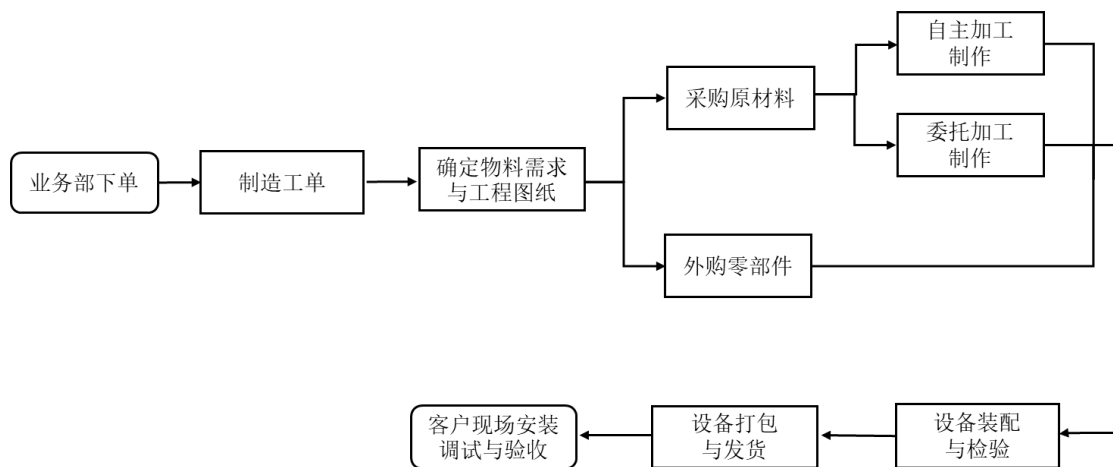 业务部下单
制造工单
确定物料需求
与工程图纸
采购原材料
外购零部件
自主加工
制作
委托加工
制作
设备装配
与检验
设备打包
与发货
客户现场安装
调试与验收